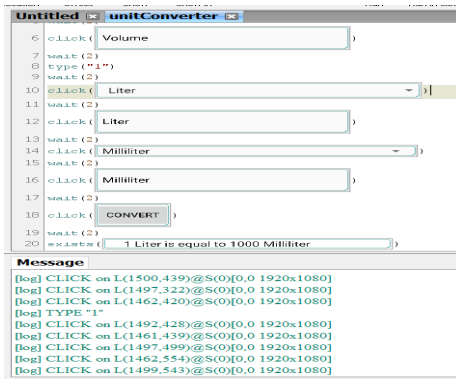 Untitled unitConverter
6 click( Volume )
7 wait(2)
8 type("1")
9 wait(2)
10 click( Liter )
11 wait(2)
12 click( Liter )
13 wait(2)
14 click( Milliliter )
15 wait(2)
16 click( Milliliter )
17 wait(2)
18 click( CONVERT )
19 wait(2)
20 exists( 1 Liter is equal to 1000 Milliliter )
Message
[log] CLICK on L(1500,439)@S(0)[0,0 1920x1080]
[log] CLICK on L(1497,322)@S(0)[0,0 1920x1080]
[log] CLICK on L(1462,420)@S(0)[0,0 1920x1080]
[log] TYPE "1"
[log] CLICK on L(1492,428)@S(0)[0,0 1920x1080]
[log] CLICK on L(1461,439)@S(0)[0,0 1920x1080]
[log] CLICK on L(1497,499)@S(0)[0,0 1920x1080]
[log] CLICK on L(1462,554)@S(0)[0,0 1920x1080]
[log] CLICK on L(1499,543)@S(0)[0,0 1920x1080]